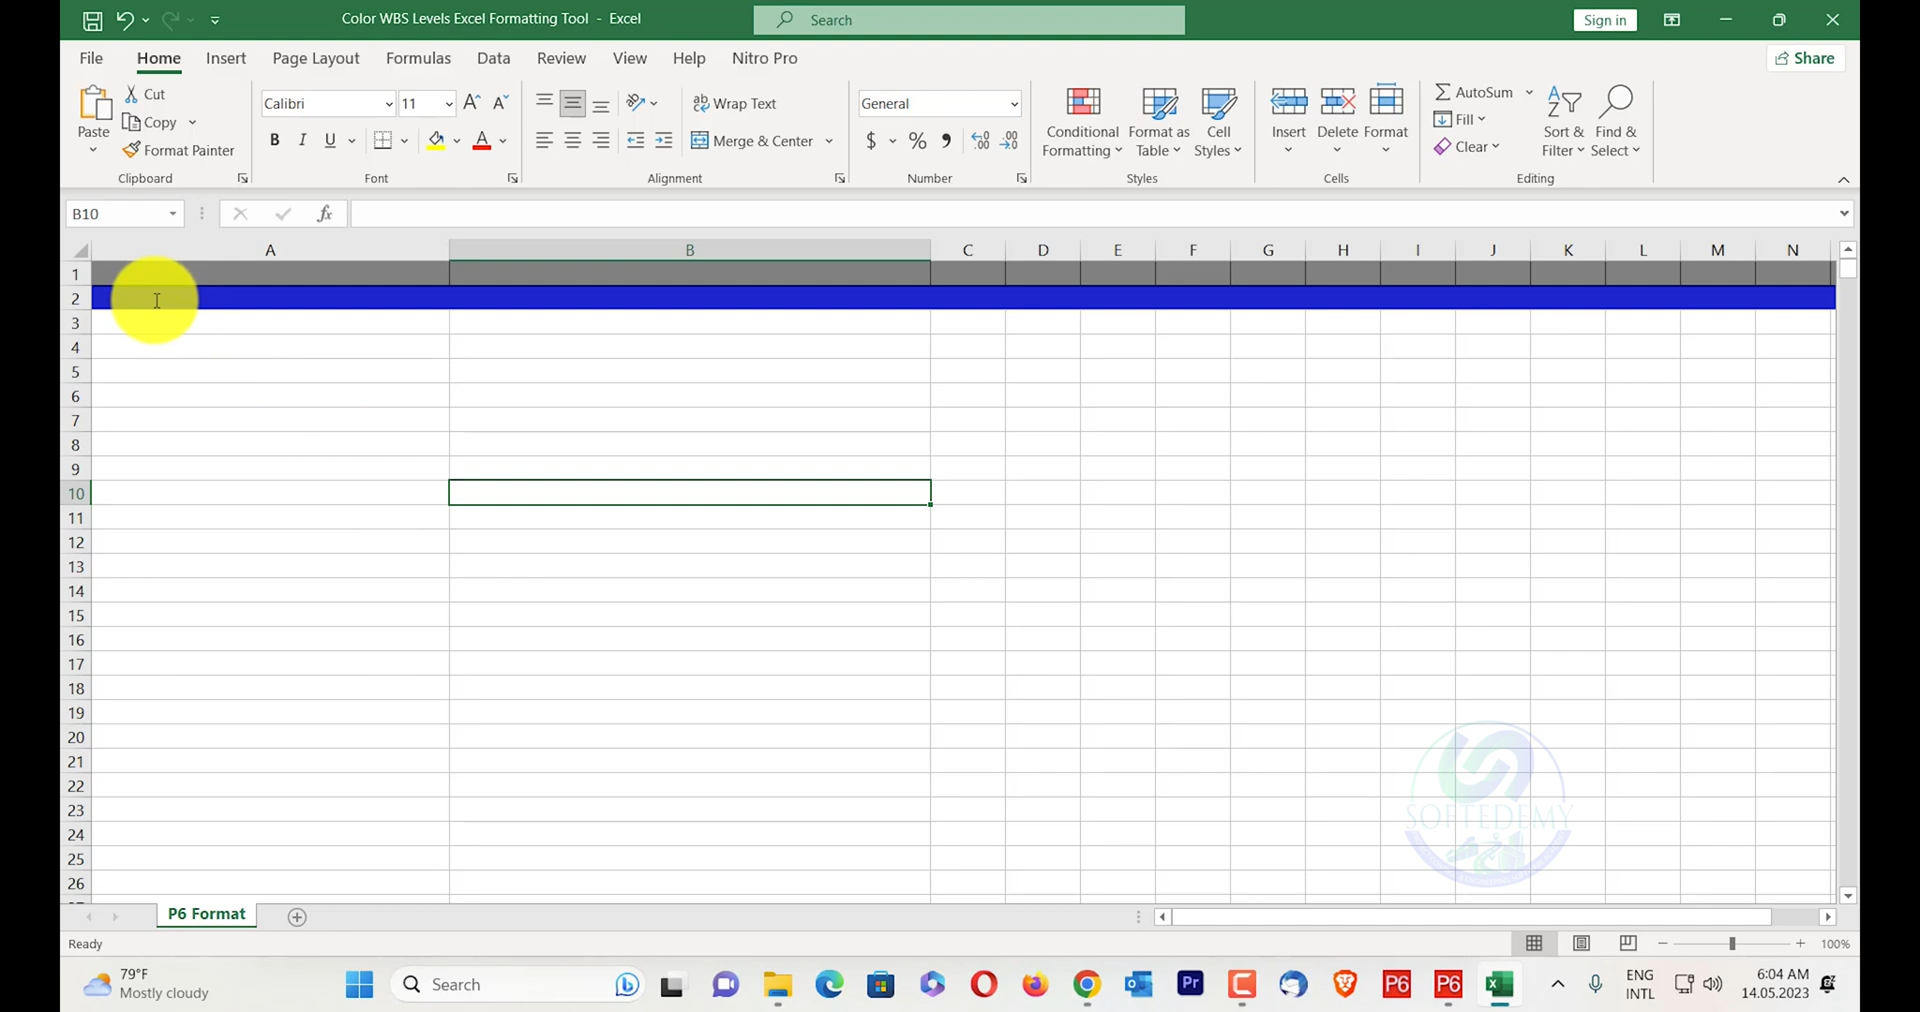 Color WBS Levels Excel Formatting Tool - Excel
Search
Sign in
File Home Insert Page Layout Formulas Data Review View Help Nitro Pro
Share
Paste
Cut
Copy
Format Painter
Clipboard
Calibri 11
B I U A
Font
Wrap Text
Merge & Center
Alignment
General
$ %
Number
Conditional Formatting
Format as Table
Cell Styles
Styles
Insert Delete Format
Cells
AutoSum
Fill
Clear
Sort & Filter
Find & Select
Editing
B10
fx
A B C D E F G H I J K L M N
1
2
3
4
5
6
7
8
9
10
11
12
13
14
15
16
17
18
19
20
21
22
23
24
25
26
SOFTEDEMY
P6 Format
Ready
100%
79°F
Mostly cloudy
Search
Pr
P6
P6
ENG
INTL
6:04 AM
14.05.2023